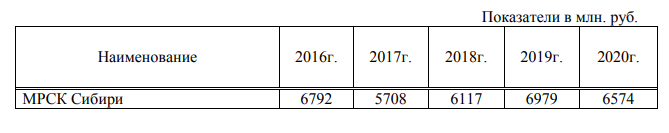 Показатели в млн. руб.
Наименование 2016г. 2017г. 2018г. 2019г. 2020г.
МРСК Сибири 6792 5708 6117 6979 6574